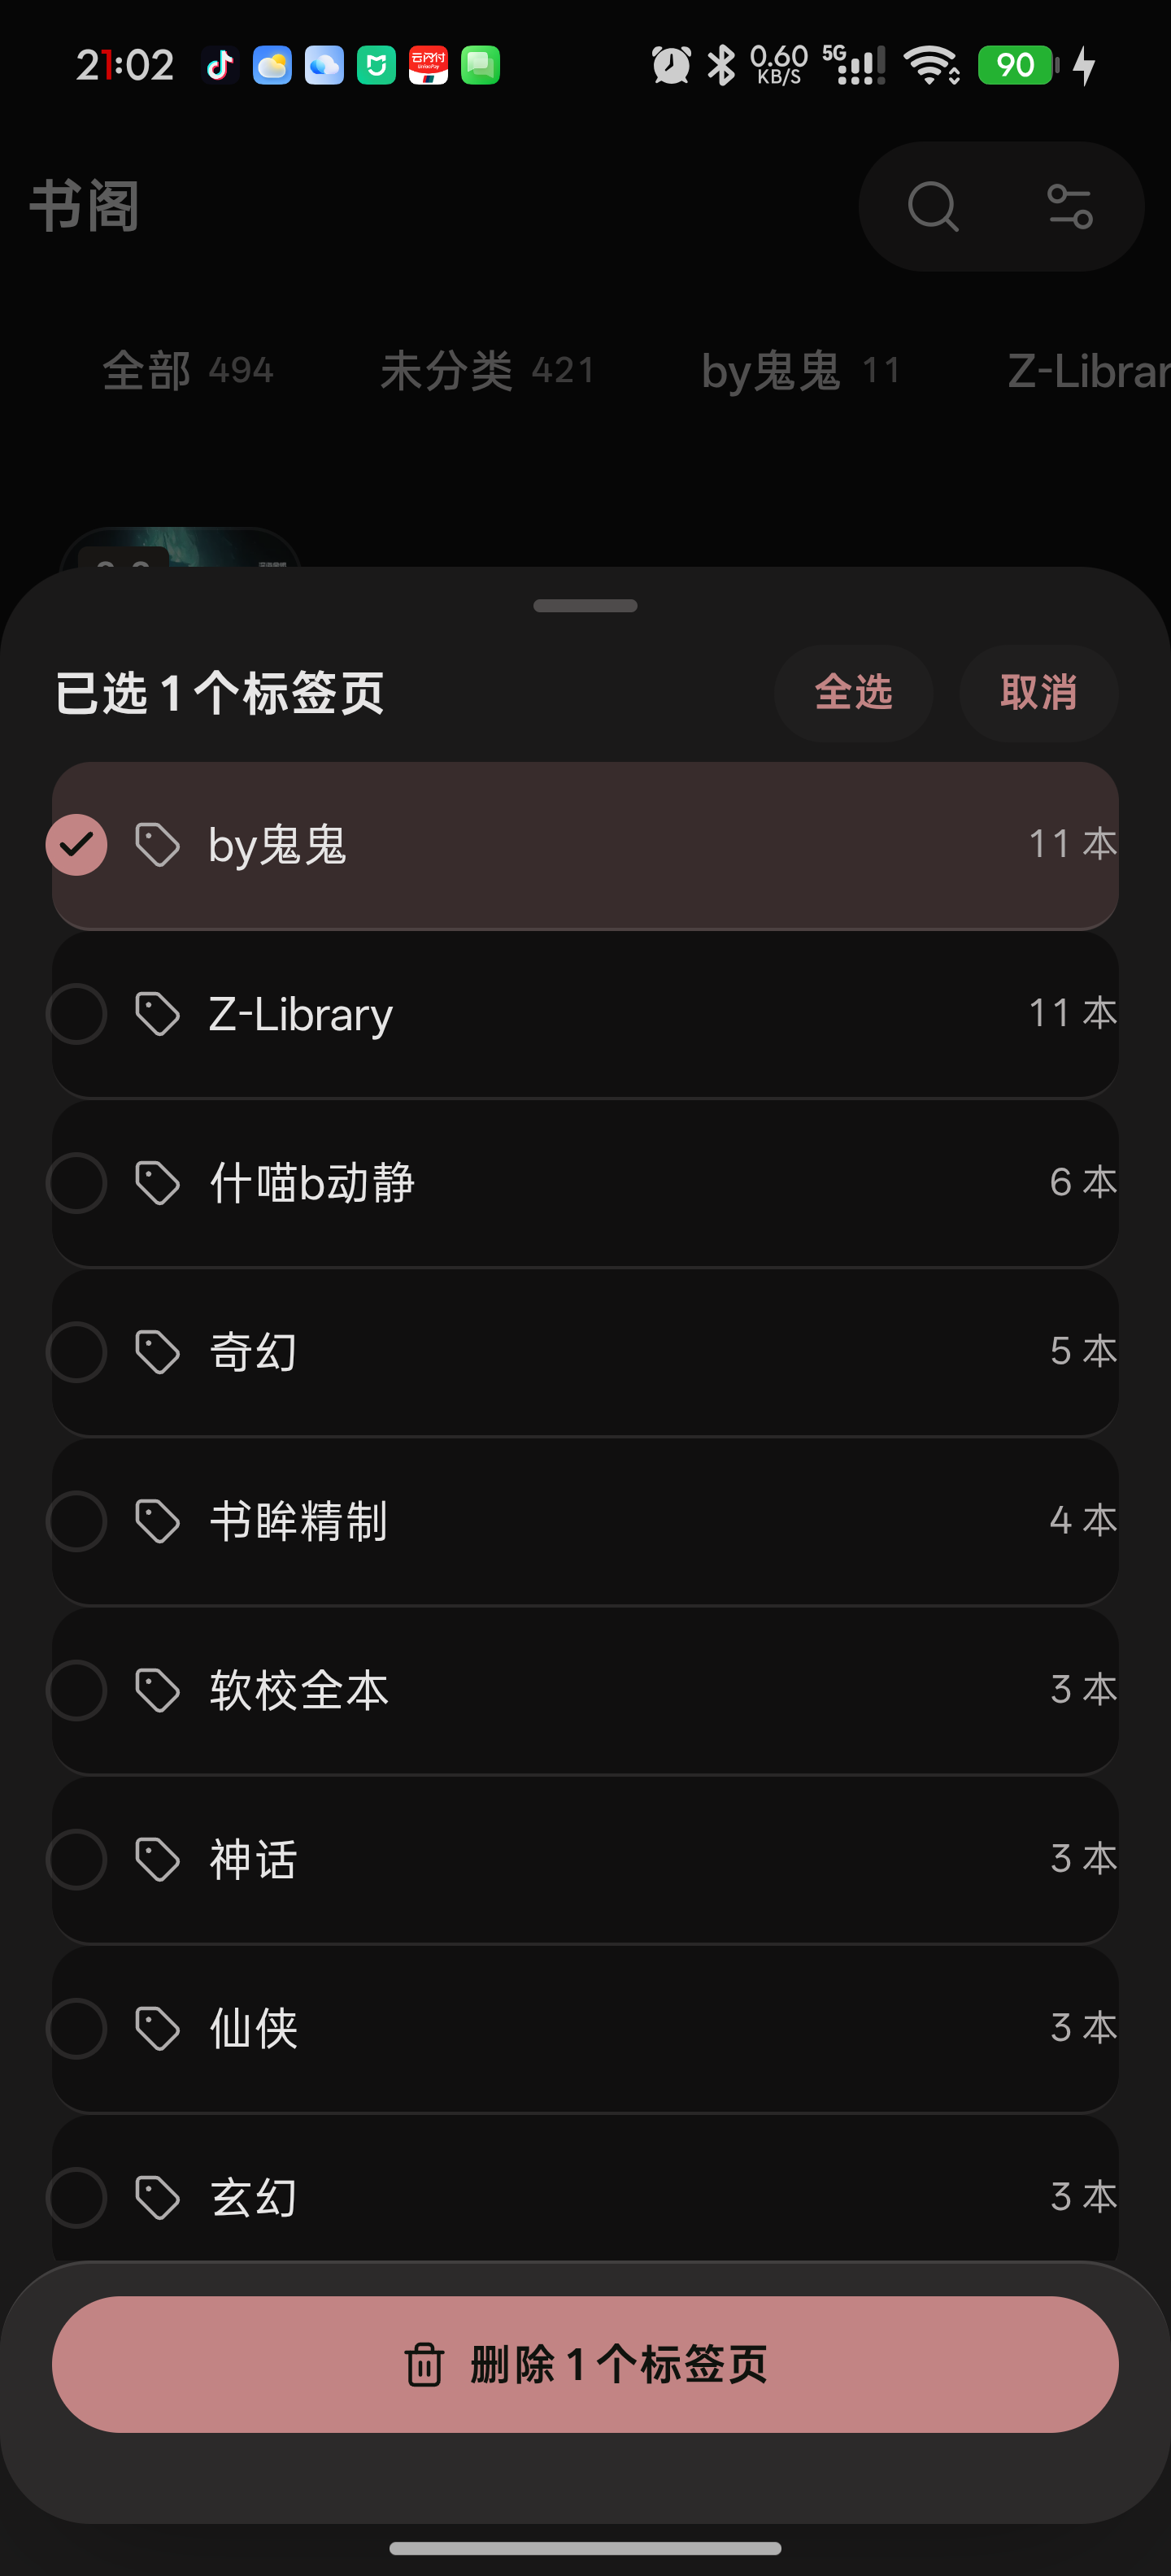 21:02
云闪付
0.60
KB/S
5G
90
书阁
全部 494
未分类 421
by鬼鬼 11
Z-Librar
已选 1 个标签页
全选
取消
by鬼鬼
11 本
Z-Library
11 本
什喵b动静
6 本
奇幻
5 本
书眸精制
4 本
软校全本
3 本
神话
3 本
仙侠
3 本
玄幻
3 本
删除 1 个标签页